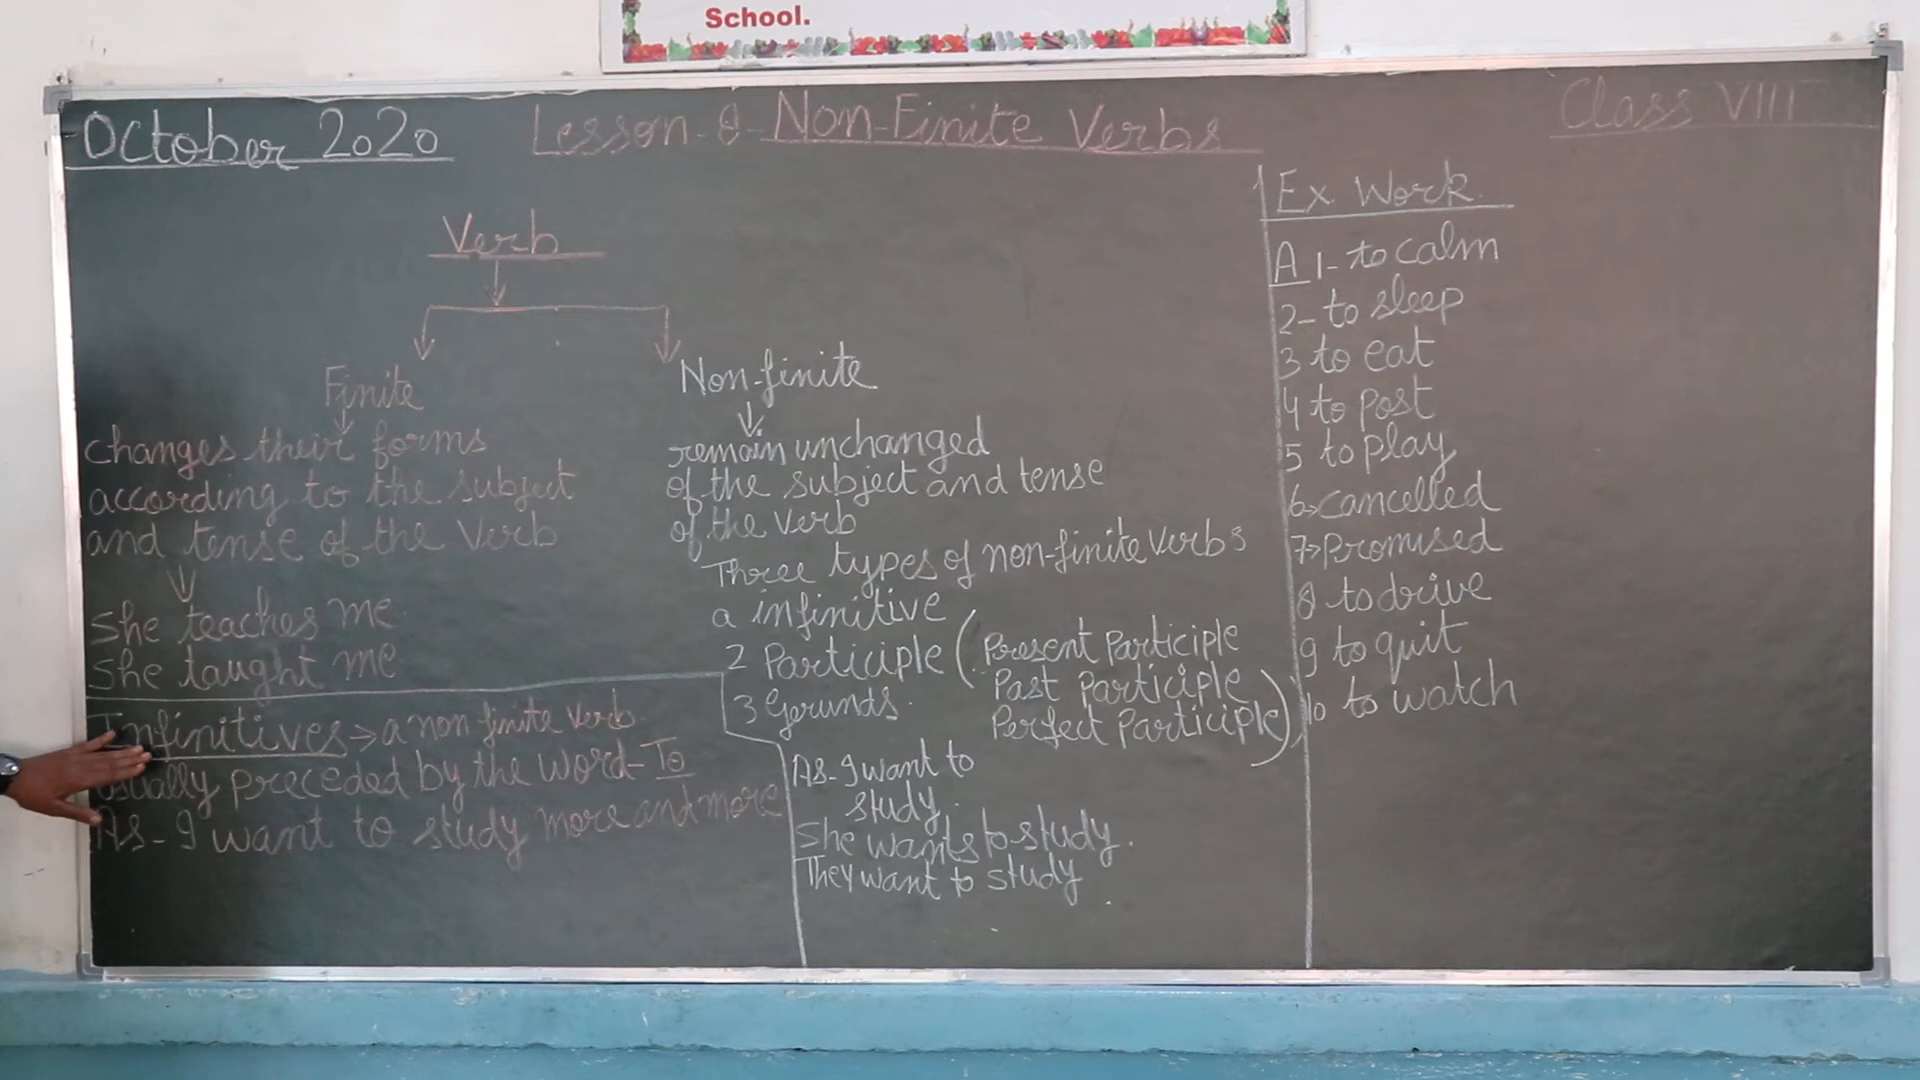 School.
October 2020
Lesson-8-Non-Finite Verbs
Class VIII
Verb
Finite
changes their forms
according to the subject
and tense of the verb
She teaches me
She taught me
Non-finite
remain unchanged
of the subject and tense
of the verb
Three types of non-finite verbs
a infinitive
2 Participle (Present Participle
Past Participle
Perfect Participle)
3 Gerunds.
Infinitives → a non finite verb
usually preceded by the word-To
As-I want to study more and more
As-I want to
study.
She wants to study.
They want to study
Ex. Work.
A 1- to calm
2- to sleep
3 to eat
4 to post
5 to play
6→cancelled
7→Promised
8 to drive
9 to quit
10 to watch